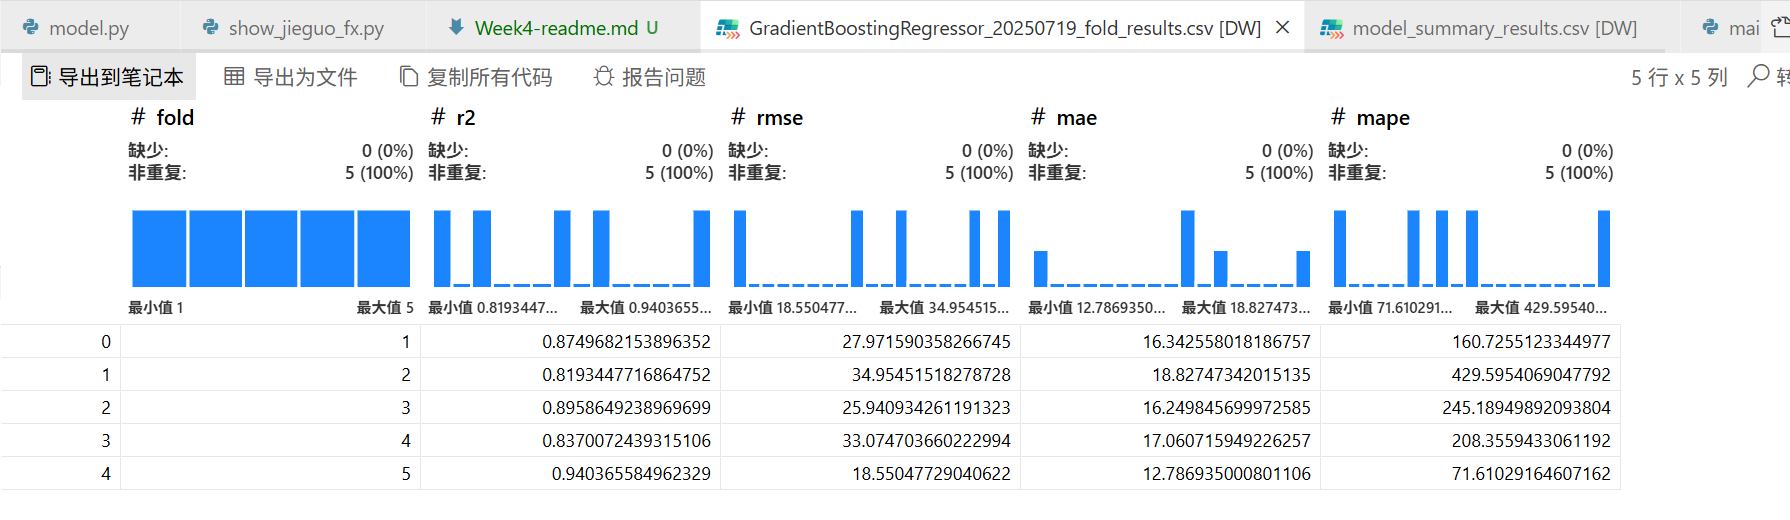 model.py show_jieguo_fx.py Week4-readme.md U GradientBoostingRegressor_20250719_fold_results.csv [DW] model_summary_results.csv [DW] mai
导出到笔记本 导出为文件 复制所有代码 报告问题 5 行 x 5 列 转
# fold # r2 # rmse # mae # mape
缺少: 0 (0%) 缺少: 0 (0%) 缺少: 0 (0%) 缺少: 0 (0%) 缺少: 0 (0%)
非重复: 5 (100%) 非重复: 5 (100%) 非重复: 5 (100%) 非重复: 5 (100%) 非重复: 5 (100%)
最小值 1 最大值 5 最小值 0.8193447... 最大值 0.9403655... 最小值 18.550477... 最大值 34.954515... 最小值 12.7869350... 最大值 18.827473... 最小值 71.610291... 最大值 429.59540...
0 1 0.8749682153896352 27.971590358266745 16.342558018186757 160.7255123344977
1 2 0.8193447716864752 34.95451518278728 18.82747342015135 429.5954069047792
2 3 0.8958649238969699 25.940934261191323 16.249845699972585 245.18949892093804
3 4 0.8370072439315106 33.074703660222994 17.060715949226257 208.3559433061192
4 5 0.940365584962329 18.55047729040622 12.786935000801106 71.61029164607162